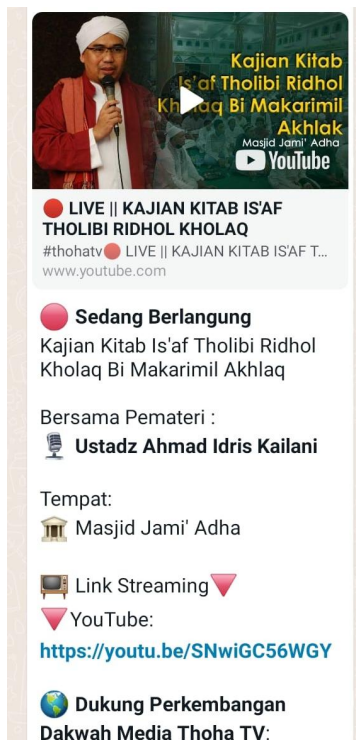 Kajian Kitab
Is'af Tholibi Ridhol
Kholaq Bi Makarimil
Akhlak
Masjid Jami' Adha
YouTube
🔴 LIVE || KAJIAN KITAB IS'AF
THOLIBI RIDHOL KHOLAQ
#thohatv🔴 LIVE || KAJIAN KITAB IS'AF T...
www.youtube.com
🔴 Sedang Berlangung
Kajian Kitab Is'af Tholibi Ridhol
Kholaq Bi Makarimil Akhlaq
Bersama Pemateri :
🎙️ Ustadz Ahmad Idris Kailani
Tempat:
🏛️ Masjid Jami' Adha
📺 Link Streaming🔻
🔻YouTube:
https://youtu.be/SNwiGC56WGY
🌎 Dukung Perkembangan
Dakwah Media Thoha TV: